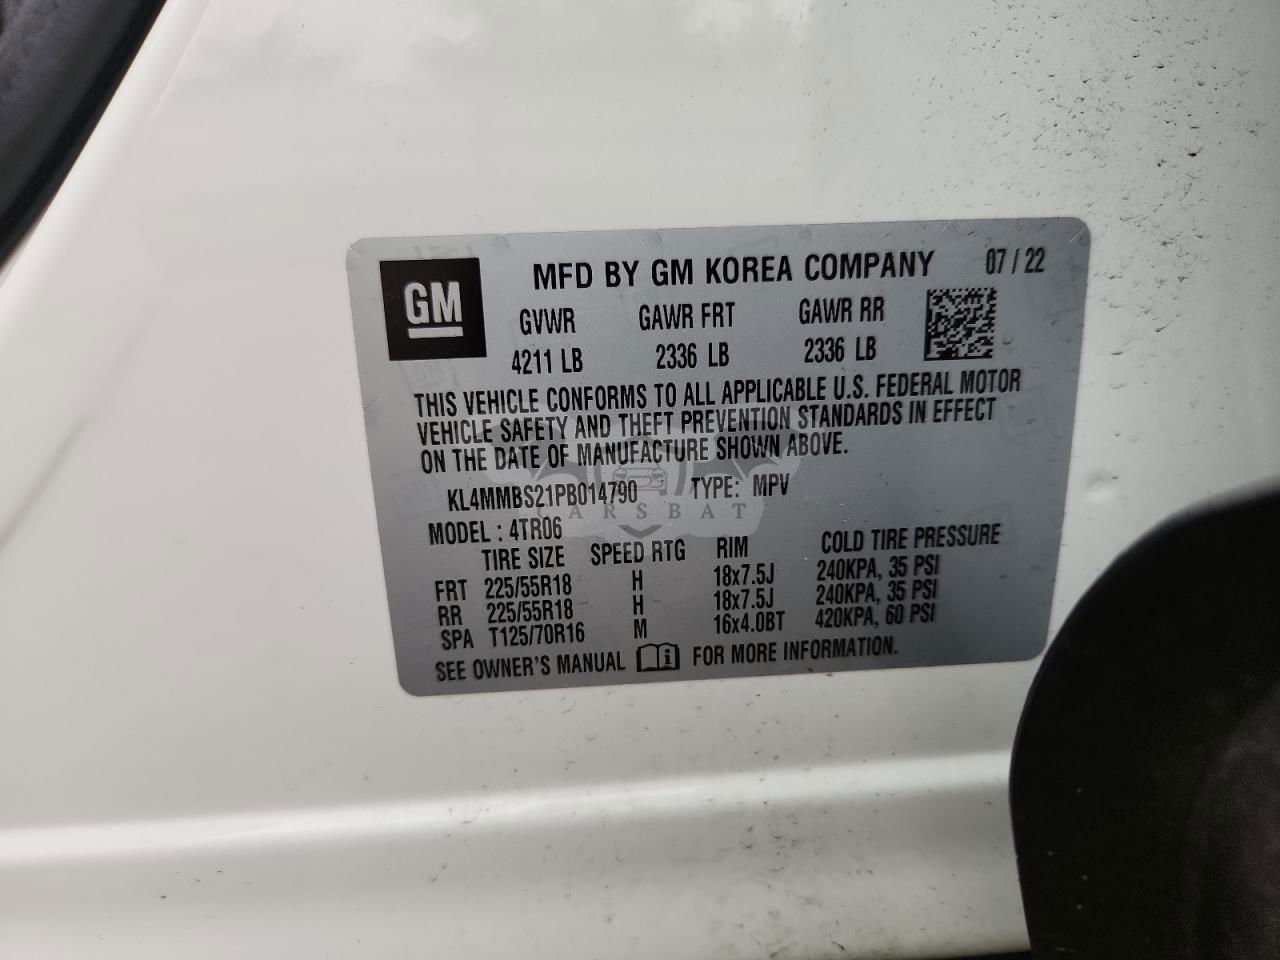 GM
MFD BY GM KOREA COMPANY 07 / 22
GVWR GAWR FRT GAWR RR
4211 LB 2336 LB 2336 LB
THIS VEHICLE CONFORMS TO ALL APPLICABLE U.S. FEDERAL MOTOR
VEHICLE SAFETY AND THEFT PREVENTION STANDARDS IN EFFECT
ON THE DATE OF MANUFACTURE SHOWN ABOVE.
KL4MMBS21PB014790 TYPE: MPV
CARSBAT
MODEL : 4TR06
TIRE SIZE SPEED RTG RIM COLD TIRE PRESSURE
FRT 225/55R18 H 18x7.5J 240KPA, 35 PSI
RR 225/55R18 H 18x7.5J 240KPA, 35 PSI
SPA T125/70R16 M 16x4.0BT 420KPA, 60 PSI
SEE OWNER'S MANUAL FOR MORE INFORMATION.